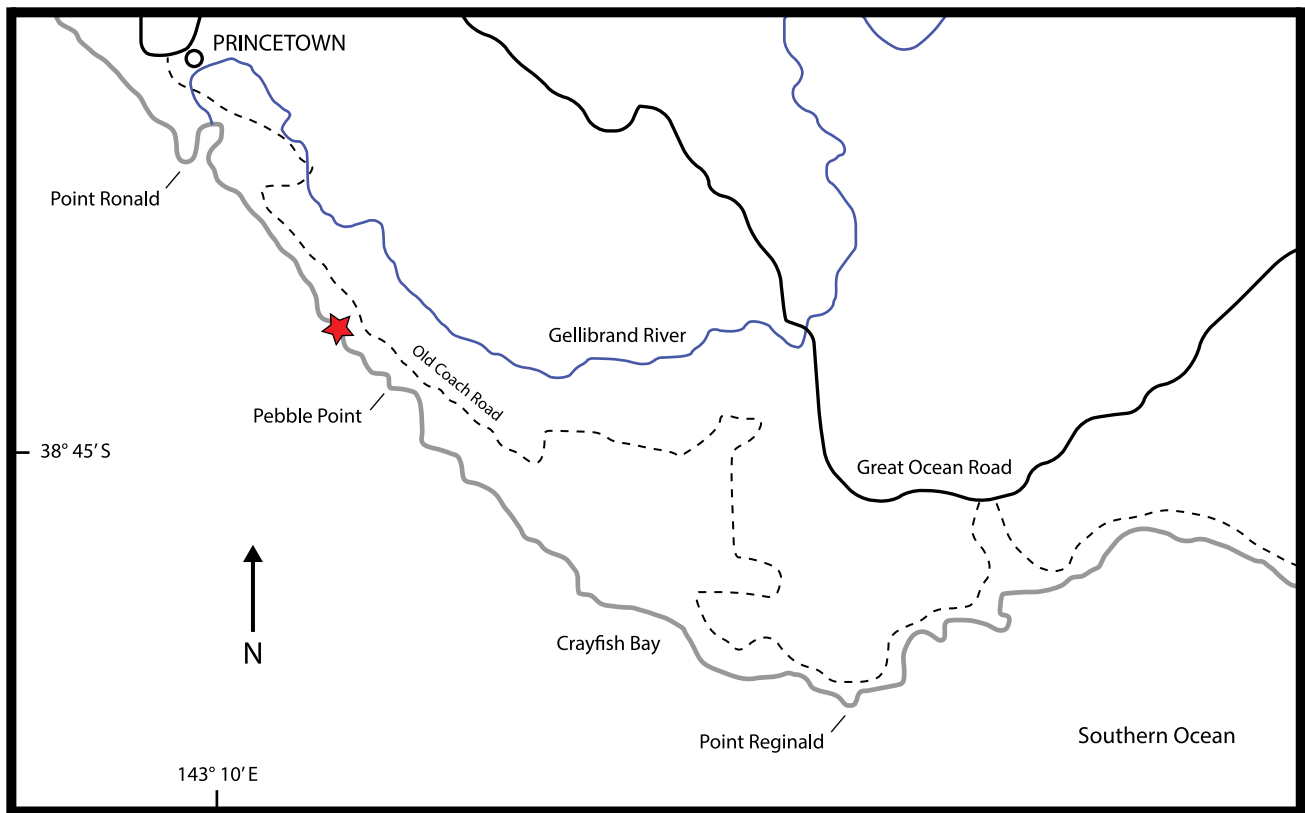 PRINCETOWN
Point Ronald
Gellibrand River
Old Coach Road
Pebble Point
38° 45′ S
Great Ocean Road
N
Crayfish Bay
Point Reginald
Southern Ocean
143° 10′ E